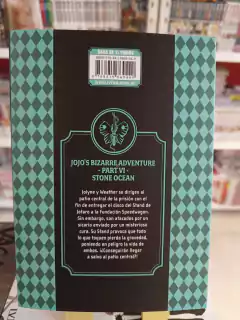 JOJO'S BIZARRE ADVENTURE
- PART VI -
STONE OCEAN
Jolyne y Weather se dirigen al
patio central de la prisión con el
fin de entregar el disco del Stand de
Jotaro a la Fundación Speedwagon.
Sin embargo, son atacados por un
sicario enviado por un misterioso
cura. Su Stand provoca que todo
lo que toquen pierda la gravedad,
poniendo en peligro la vida de
ambos. ¿Conseguirán llegar
a salvo al patio central?